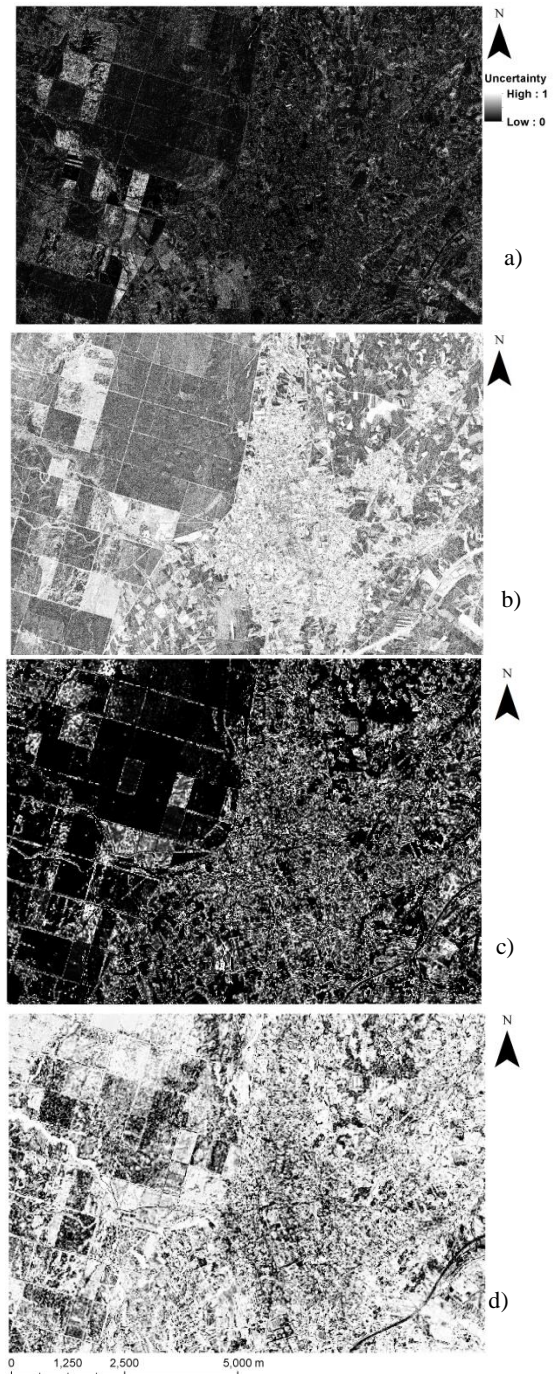 N
Uncertainty
High : 1
Low : 0
a)
N
b)
N
c)
N
d)
0 1,250 2,500 5,000 m